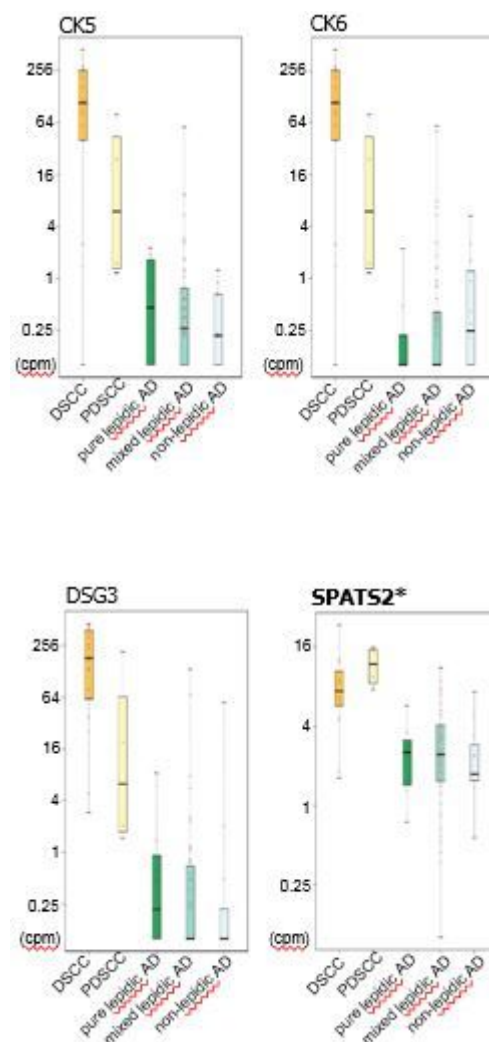 CK5
256
64
16
4
1
0.25
(cpm)
DSCC
PDSCC
pure lepidic AD
mixed lepidic AD
non-lepidic AD
CK6
256
64
16
4
1
0.25
(cpm)
DSCC
PDSCC
pure lepidic AD
mixed lepidic AD
non-lepidic AD
DSG3
256
64
16
4
1
0.25
(cpm)
DSCC
PDSCC
pure lepidic AD
mixed lepidic AD
non-lepidic AD
SPATS2*
16
4
1
0.25
(cpm)
DSCC
PDSCC
pure lepidic AD
mixed lepidic AD
non-lepidic AD